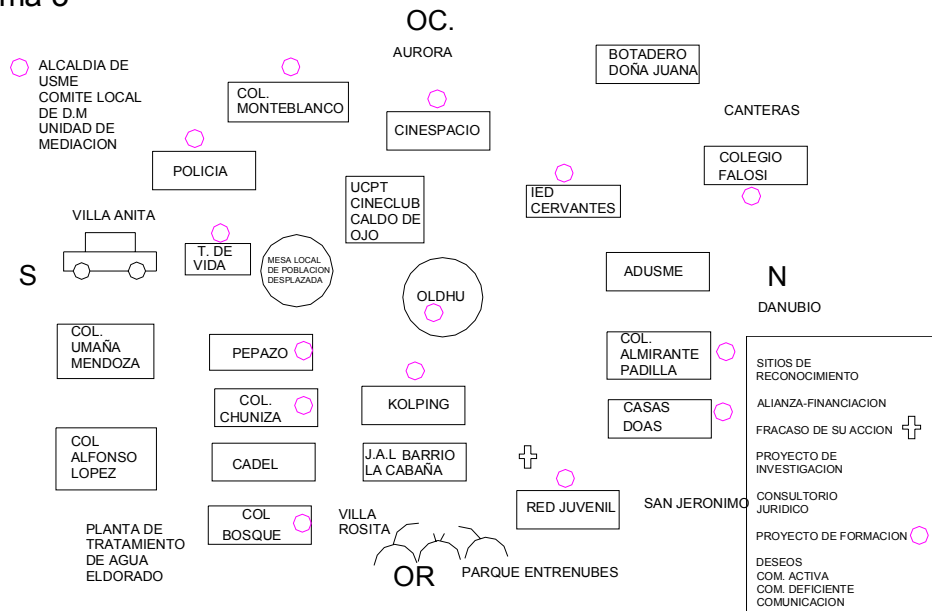 OC.
AURORA
ALCALDIA DE
USME
COMITE LOCAL
DE D.M
UNIDAD DE
MEDIACION
COL.
MONTEBLANCO
CINESPACIO
BOTADERO
DOÑA JUANA
CANTERAS
POLICIA
COLEGIO
FALOSI
UCPT
CINECLUB
CALDO DE
OJO
IED
CERVANTES
VILLA ANITA
T. DE
VIDA
MESA LOCAL
DE POBLACION
DESPLAZADA
S
OLDHU
ADUSME
N
DANUBIO
COL.
UMAÑA
MENDOZA
PEPAZO
COL.
ALMIRANTE
PADILLA
COL.
CHUNIZA
KOLPING
CASAS
DOAS
COL
ALFONSO
LOPEZ
CADEL
J.A.L BARRIO
LA CABAÑA
COL
BOSQUE
VILLA
ROSITA
RED JUVENIL
SAN JERONIMO
PLANTA DE
TRATAMIENTO
DE AGUA
ELDORADO
OR
PARQUE ENTRENUBES
SITIOS DE
RECONOCIMIENTO
ALIANZA-FINANCIACION
FRACASO DE SU ACCION
PROYECTO DE
INVESTIGACION
CONSULTORIO
JURIDICO
PROYECTO DE FORMACION
DESEOS
COM. ACTIVA
COM. DEFICIENTE
COMUNICACION